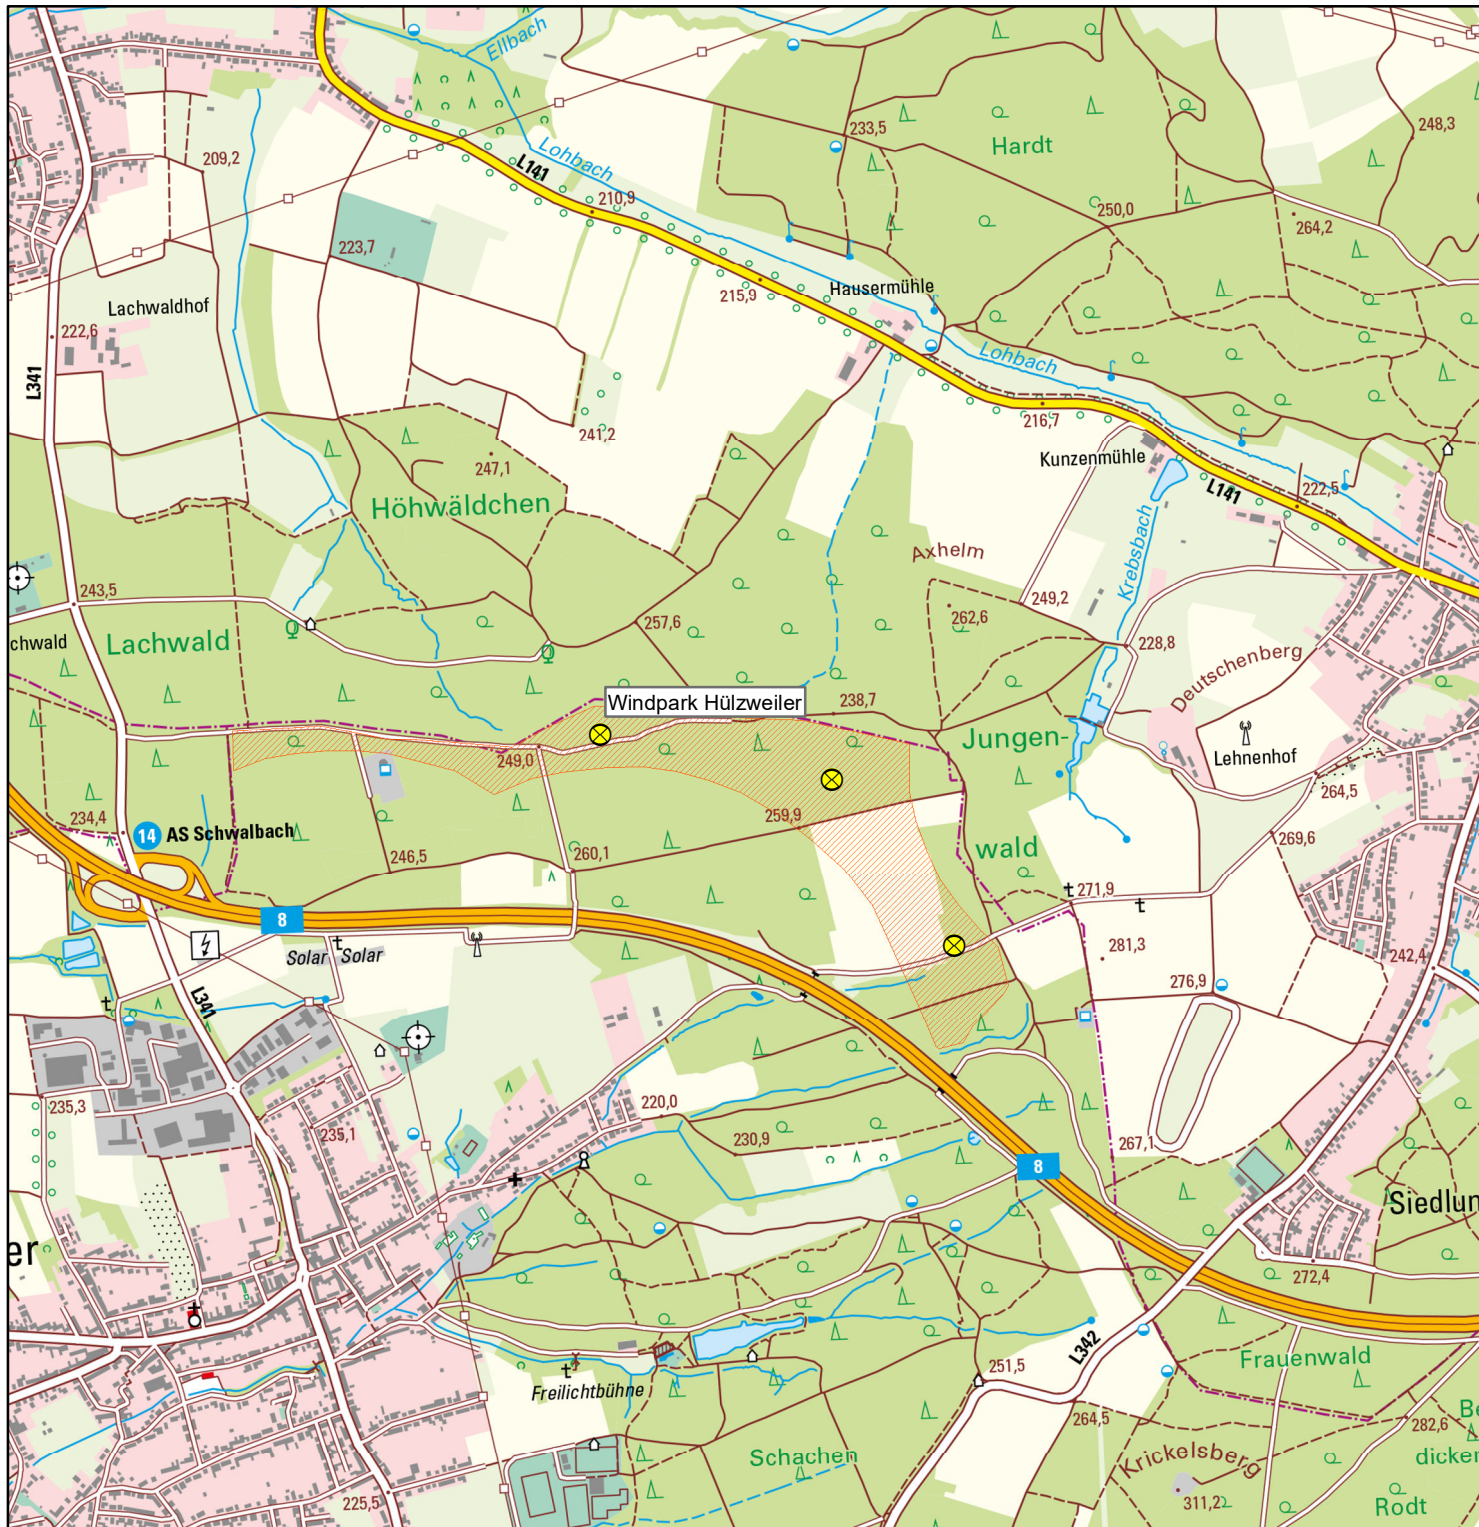 Ellbach
Lohbach
L141
233,5
Hardt
248,3
209,2
210,9
250,0
264,2
223,7
215,9
Hausermühle
Lachwaldhof
222,6
L341
Lohbach
216,7
241,2
247,1
Höhwäldchen
Kunzenmühle
L141
222,5
Axhelm
Krebsbach
243,5
249,2
262,6
257,6
228,8
chwald
Lachwald
Deutschenberg
Windpark Hülzweiler
238,7
Jungen-
249,0
Lehnenhof
264,5
234,4
14 AS Schwalbach
259,9
269,6
246,5
260,1
wald
271,9
8
281,3
242,4
Solar
Solar
276,9
L341
235,3
235,1
220,0
230,9
267,1
8
Siedlun
er
272,4
L342
251,5
Frauenwald
Freilichtbühne
264,5
282,6
Be
Schachen
Krickelsberg
dicker
311,2
Rodt
225,5